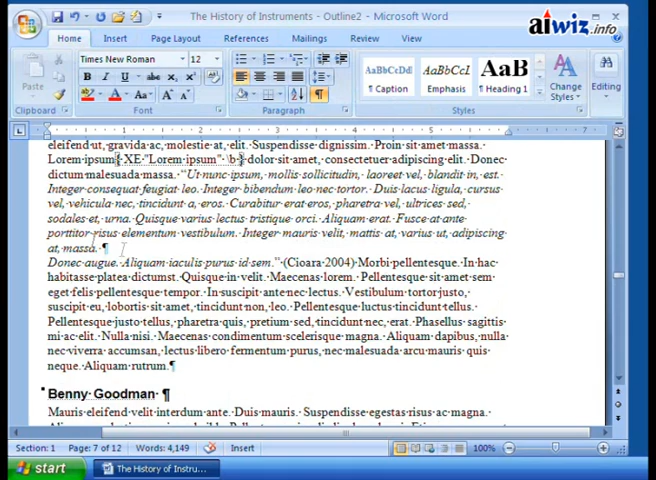 The History of Instruments - Outline2 - Microsoft Word
aiwiz.info
Home Insert Page Layout References Mailings Review View
Times New Roman 12
Paste
B I U abc x₂ x²
AaBbCcDd AaBbCcI AaB
¶ Caption Emphasis ¶ Heading 1
Change Styles
Editing
Clipboard Font Paragraph Styles
eleifend ut, gravida ac, molestie at, elit. Suspendisse dignissim. Proin sit amet massa.
Lorem ipsum{ XE "Lorem ipsum" \b } dolor sit amet, consectetuer adipiscing elit. Donec
dictum malesuada massa. "Ut nunc ipsum, mollis sollicitudin, laoreet vel, blandit in, est.
Integer consequat feugiat leo. Integer bibendum leo nec tortor. Duis lacus ligula, cursus
vel, vehicula nec, tincidunt a, eros. Curabitur erat eros, pharetra vel, ultrices sed,
sodales et, urna. Quisque varius lectus tristique orci. Aliquam erat. Fusce at ante
porttitor risus elementum vestibulum. Integer mauris velit, mattis at, varius ut, adipiscing
at, massa. ¶
Donec augue. Aliquam iaculis purus id sem." (Cioara 2004) Morbi pellentesque. In hac
habitasse platea dictumst. Quisque in velit. Maecenas lorem. Pellentesque sit amet sem
eget felis pellentesque tempor. In suscipit ante nec lectus. Vestibulum tortor justo,
suscipit eu, lobortis sit amet, tincidunt non, leo. Pellentesque luctus tincidunt tellus.
Pellentesque justo tellus, pharetra quis, pretium sed, tincidunt nec, erat. Phasellus sagittis
mi ac elit. Nulla nisi. Maecenas condimentum scelerisque magna. Aliquam dapibus, nulla
nec viverra accumsan, lectus libero fermentum purus, nec malesuada arcu mauris quis
neque. Aliquam rutrum.¶
Benny Goodman ¶
Mauris eleifend velit interdum ante. Duis mauris. Suspendisse egestas risus ac magna.
Section: 1 Page: 7 of 12 Words: 4,149 Insert 100%
start The History of Instru...